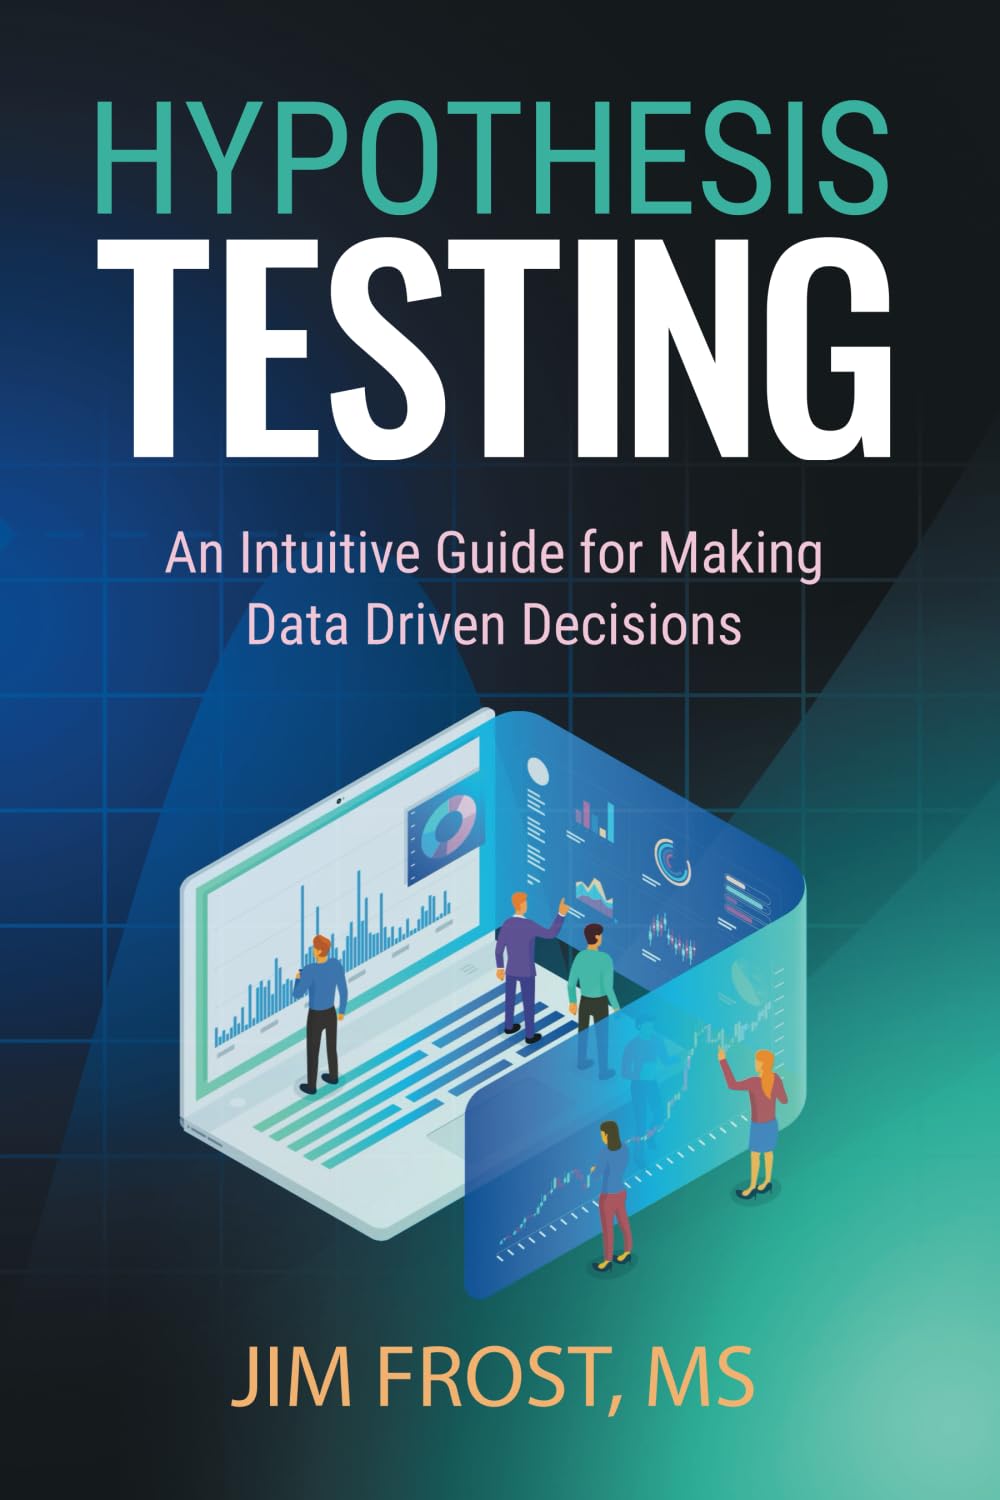 HYPOTHESIS
TESTING
An Intuitive Guide for Making
Data Driven Decisions
JIM FROST, MS